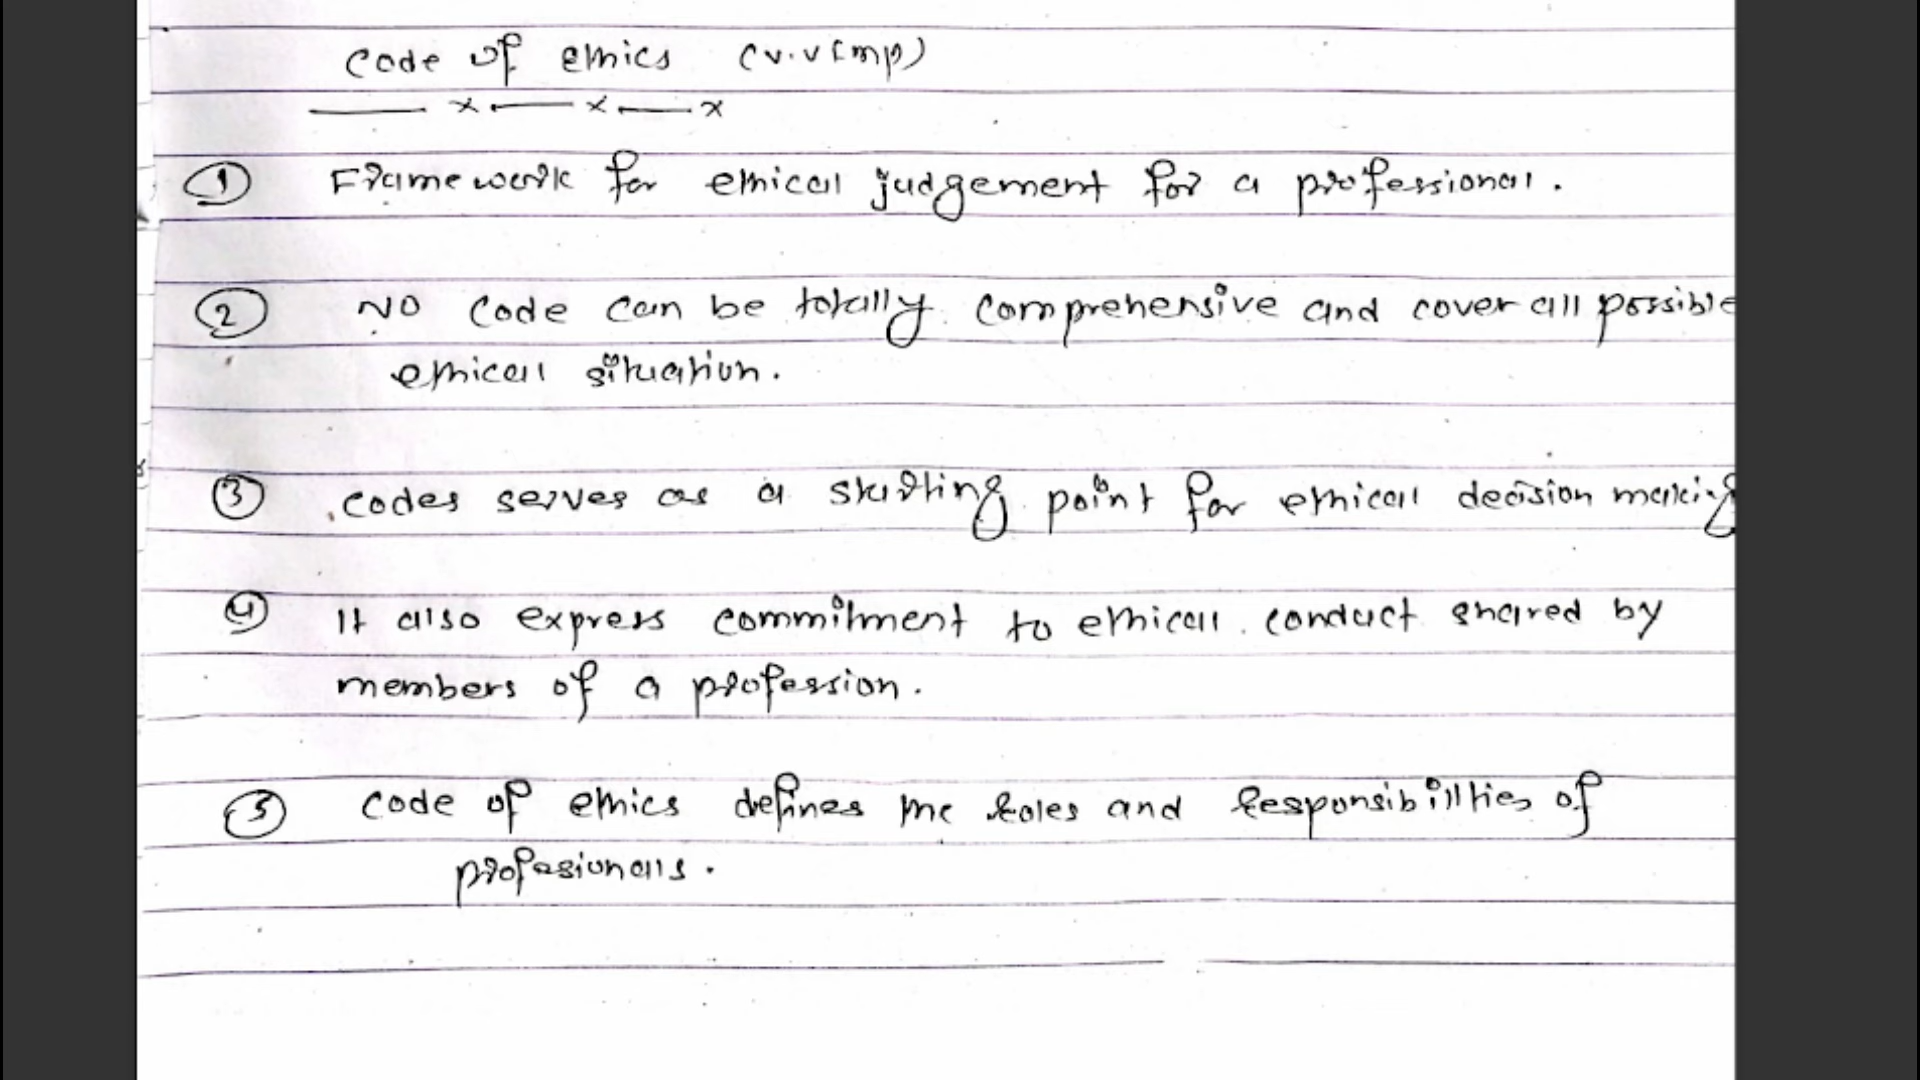 Code of ethics (v.v Imp)
① Framework for ethical judgement for a professional.
② No code can be totally comprehensive and cover all possible
ethical situation.
③ codes serves as a starting point for ethical decision making
④ It also express commitment to ethical conduct shared by
members of a profession.
⑤ Code of ethics defines the roles and Responsibillties of
profesionals.